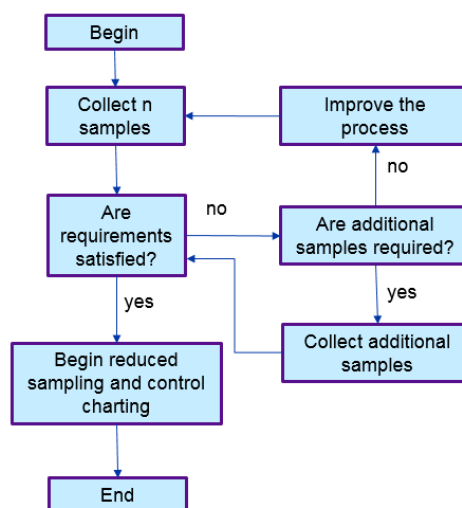 Begin
Collect n
samples
Improve the
process
no
Are
requirements
satisfied?
no
Are additional
samples required?
yes
yes
Begin reduced
sampling and control
charting
Collect additional
samples
End